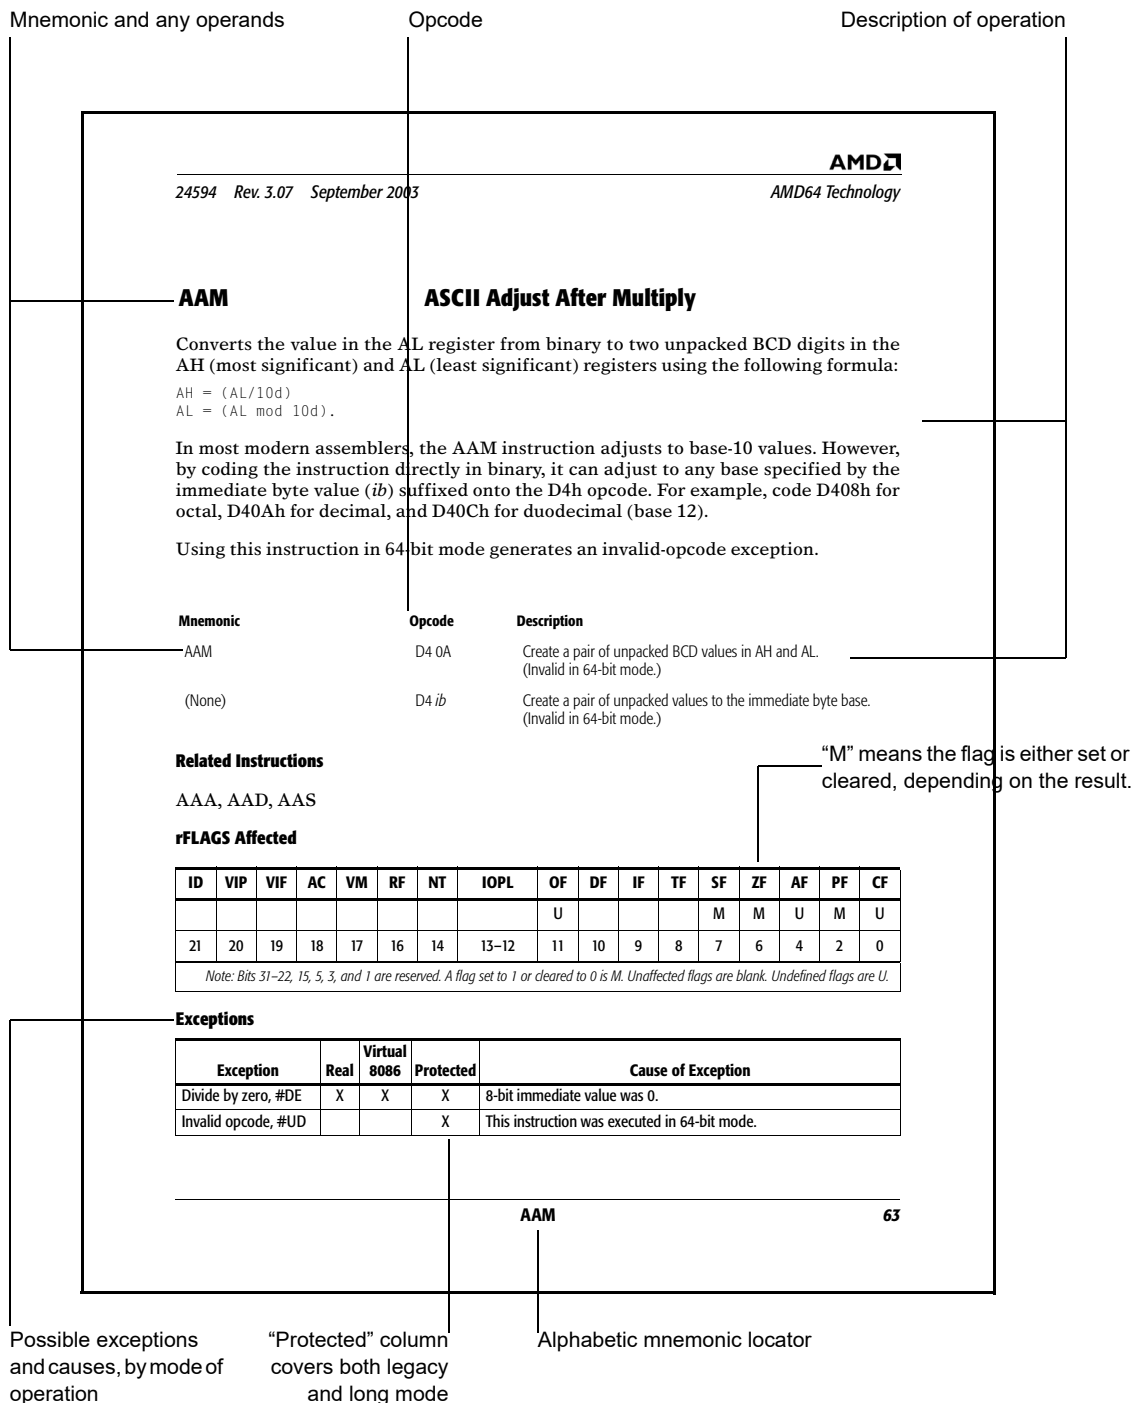 Mnemonic and any operands
Opcode
Description of operation
AMD
24594 Rev. 3.07 September 2003
AMD64 Technology
AAM
ASCII Adjust After Multiply
Converts the value in the AL register from binary to two unpacked BCD digits in the
AH (most significant) and AL (least significant) registers using the following formula:
AH = (AL/10d)
AL = (AL mod 10d).
In most modern assemblers, the AAM instruction adjusts to base-10 values. However,
by coding the instruction directly in binary, it can adjust to any base specified by the
immediate byte value (ib) suffixed onto the D4h opcode. For example, code D408h for
octal, D40Ah for decimal, and D40Ch for duodecimal (base 12).
Using this instruction in 64-bit mode generates an invalid-opcode exception.
Mnemonic Opcode Description
AAM D4 0A Create a pair of unpacked BCD values in AH and AL.
(Invalid in 64-bit mode.)
(None) D4 ib Create a pair of unpacked values to the immediate byte base.
(Invalid in 64-bit mode.)
Related Instructions
“M” means the flag is either set or
cleared, depending on the result.
AAA, AAD, AAS
rFLAGS Affected
ID VIP VIF AC VM RF NT IOPL OF DF IF TF SF ZF AF PF CF
U M M U M U
21 20 19 18 17 16 14 13–12 11 10 9 8 7 6 4 2 0
Note: Bits 31–22, 15, 5, 3, and 1 are reserved. A flag set to 1 or cleared to 0 is M. Unaffected flags are blank. Undefined flags are U.
Exceptions
Exception Real Virtual 8086 Protected Cause of Exception
Divide by zero, #DE X X X 8-bit immediate value was 0.
Invalid opcode, #UD X This instruction was executed in 64-bit mode.
AAM
63
Possible exceptions
and causes, by mode of
operation
“Protected” column
covers both legacy
and long mode
Alphabetic mnemonic locator